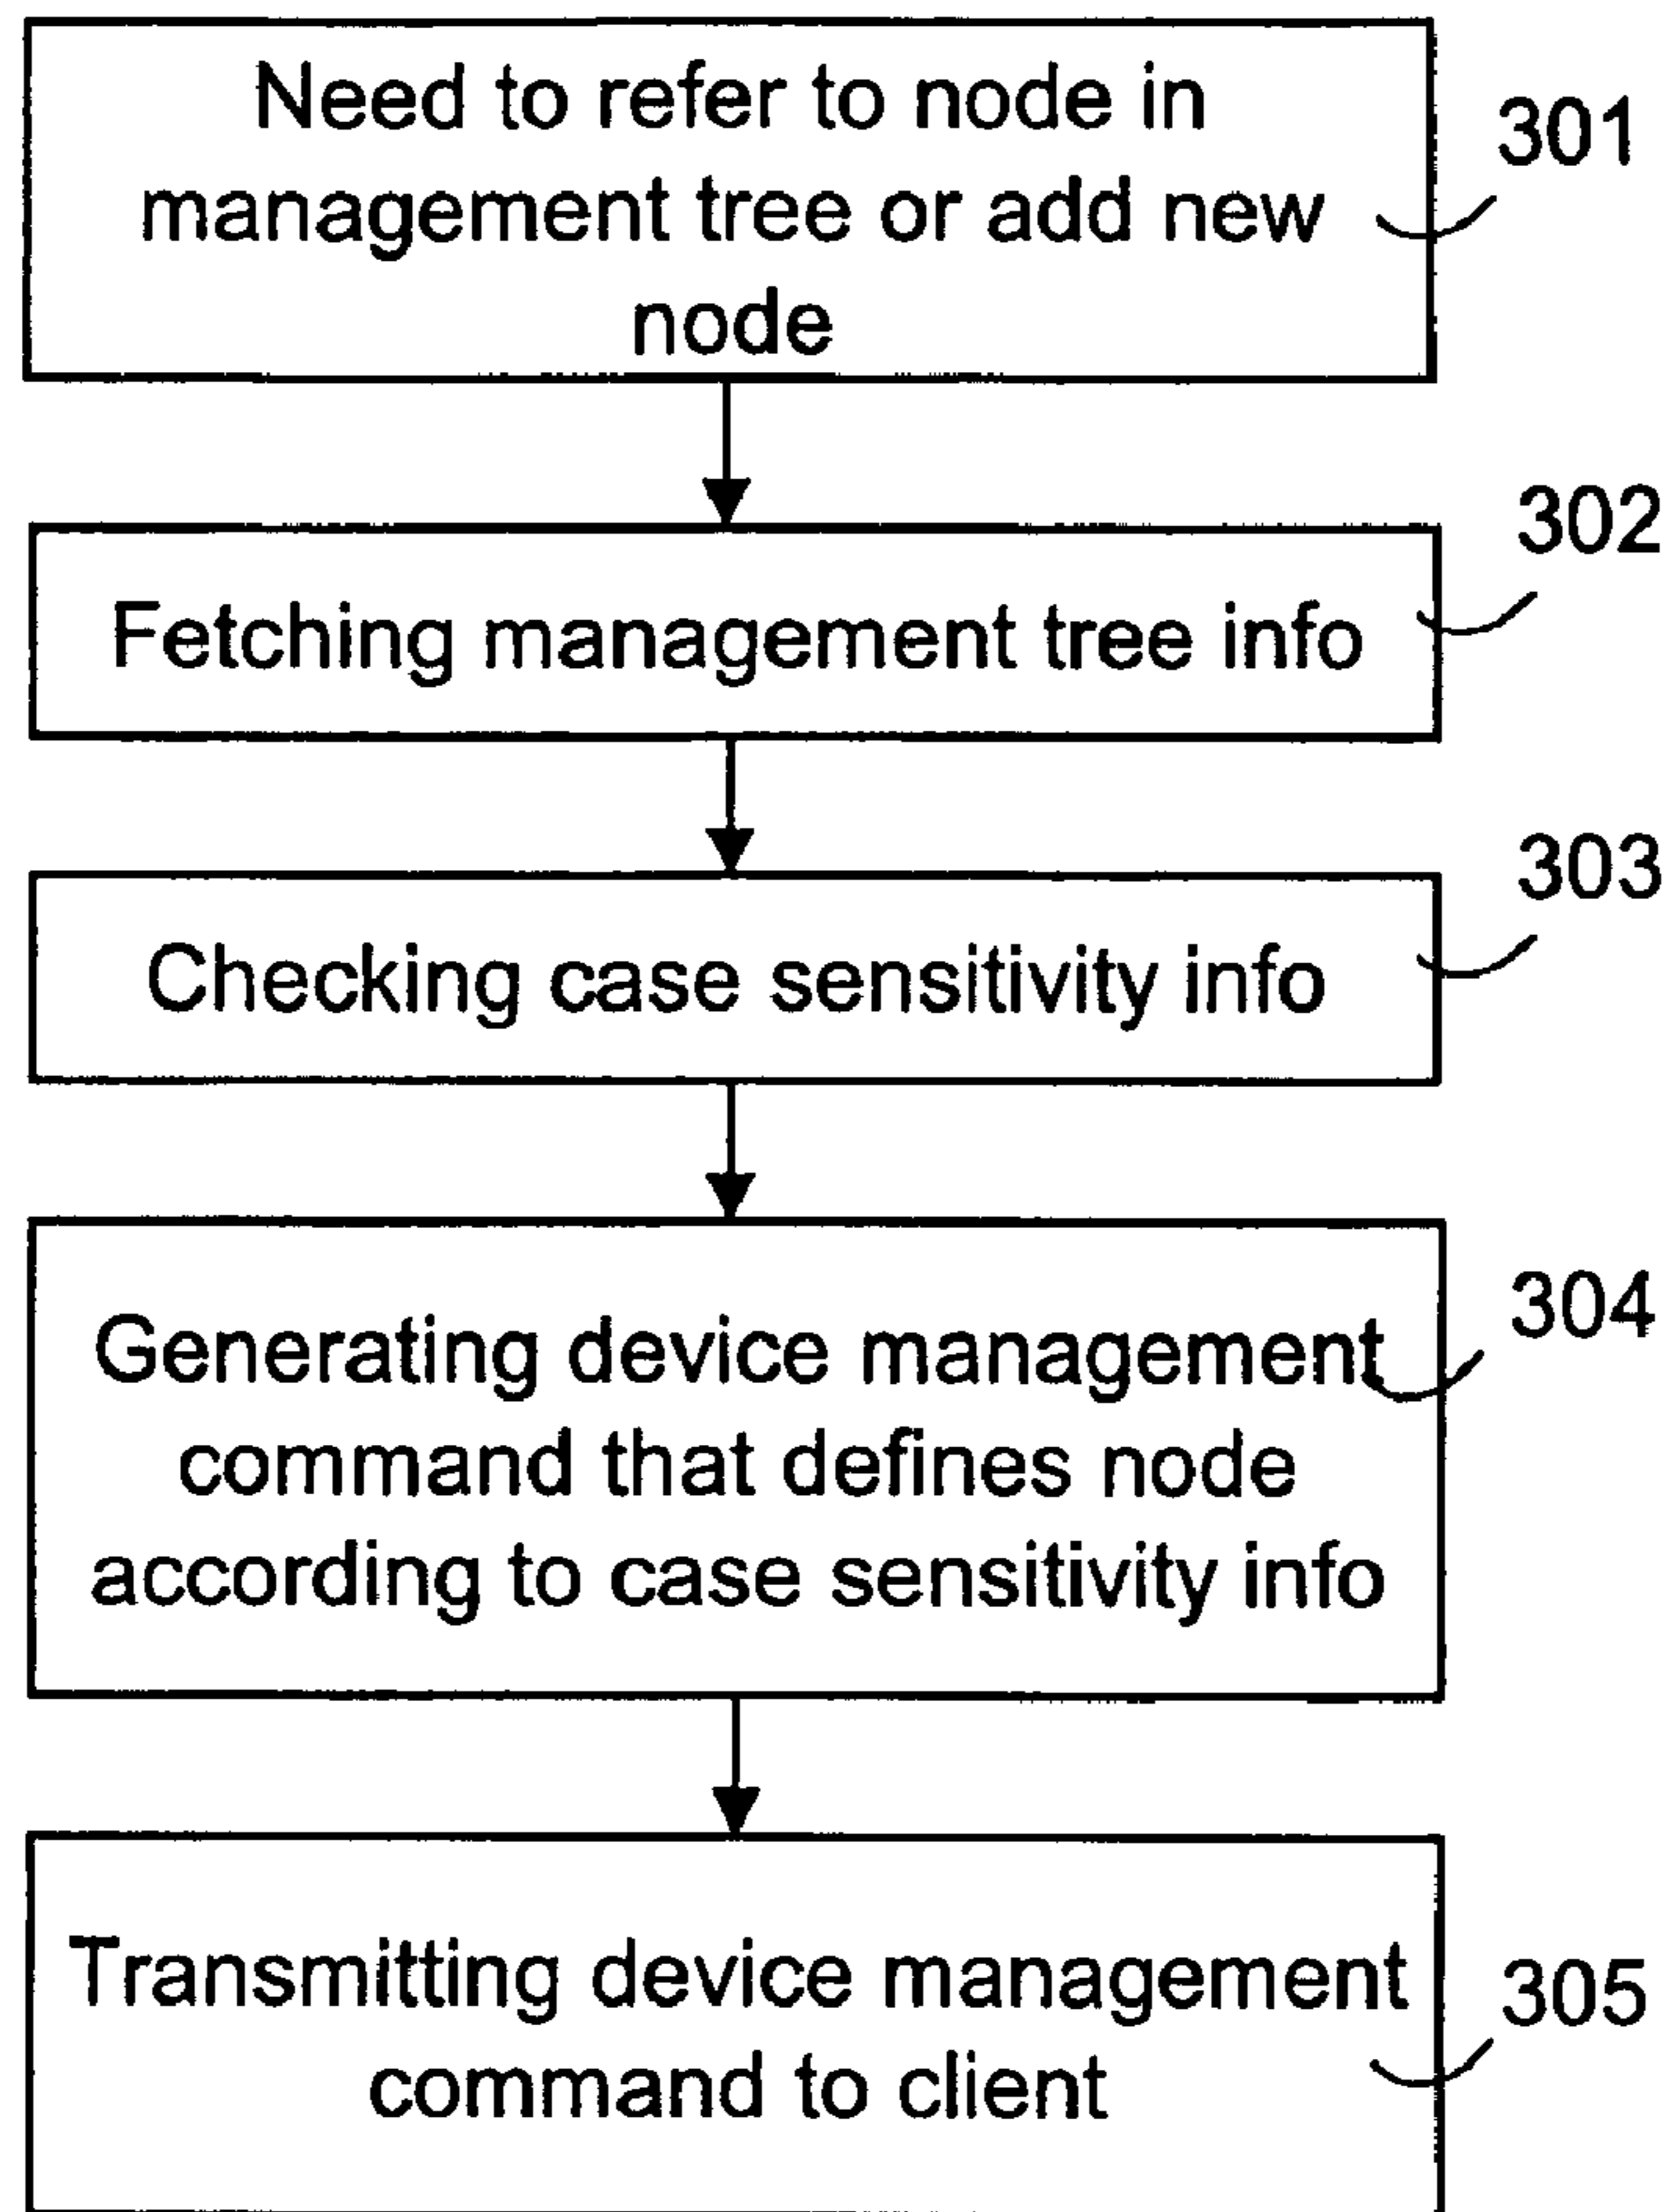 Need to refer to node in
management tree or add new
node
301
Fetching management tree info
302
Checking case sensitivity info
303
Generating device management
command that defines node
according to case sensitivity info
304
Transmitting device management
command to client
305